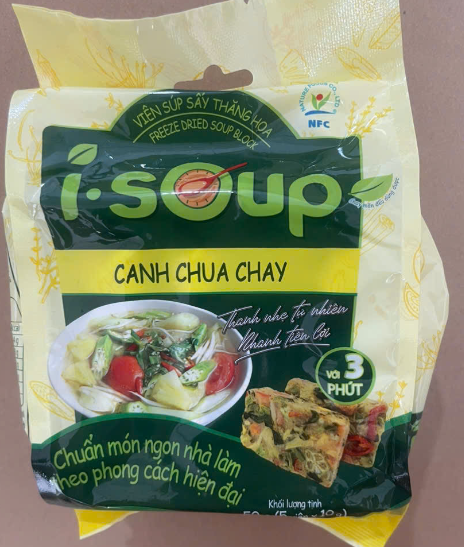 VIÊN SÚP SẤY THĂNG HOA
FREEZE DRIED SOUP BLOCK
NFC
i·soup
CANH CHUA CHAY
Thanh nhẹ tự nhiên
Nhanh tiện lợi
Với 3
PHÚT
Chuẩn món ngon nhà làm
theo phong cách hiện đại
Khối lượng tịnh